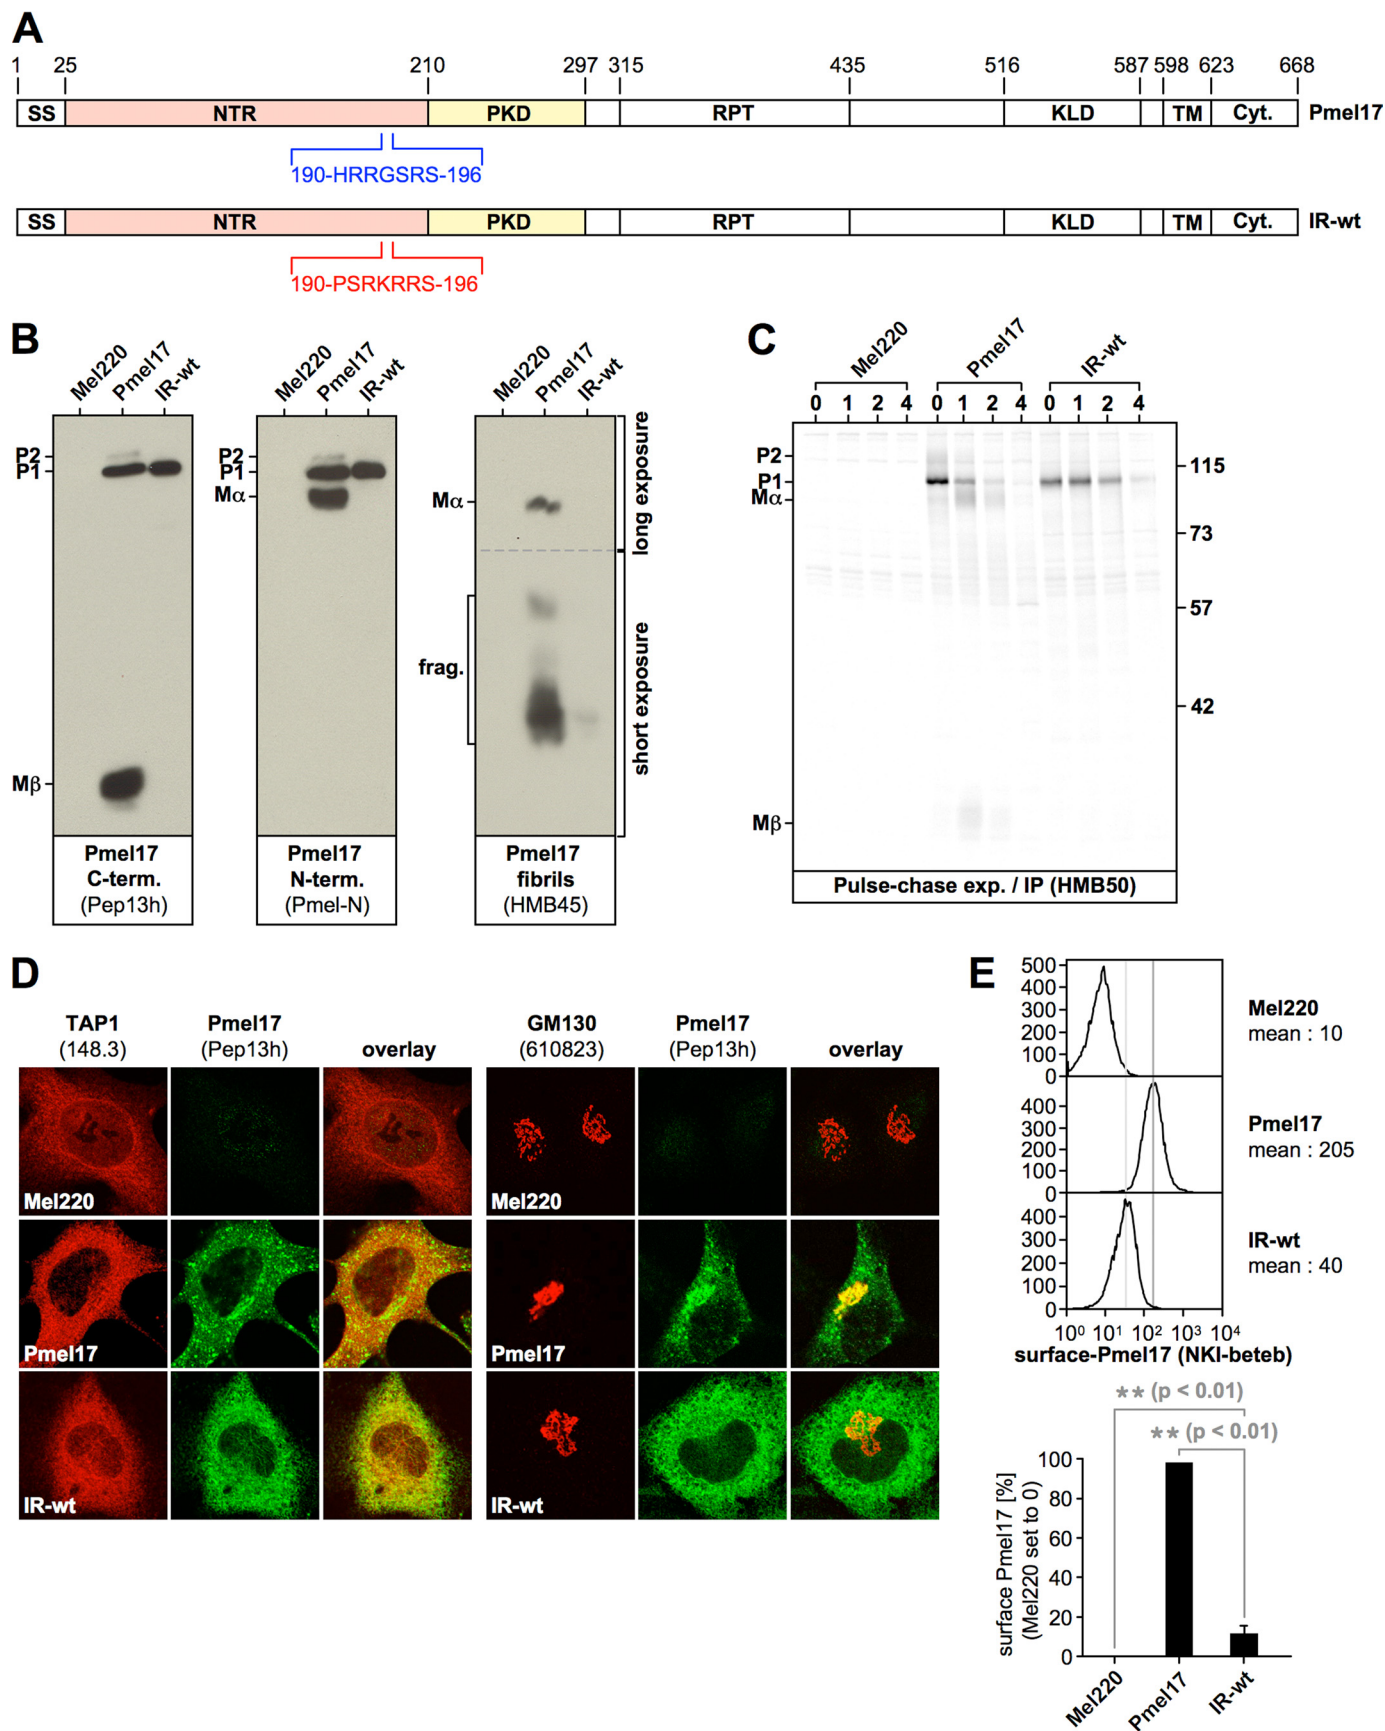 A
1 25 210 297 315 435 516 587 598 623 668
SS NTR PKD RPT KLD TM Cyt. Pmel17
190-HRRGSRS-196
SS NTR PKD RPT KLD TM Cyt. IR-wt
190-PSRKRRS-196
B
Mel220 Pmel17 IR-wt
P2
P1
Mβ
Pmel17
C-term.
(Pep13h)
Mel220 Pmel17 IR-wt
P2
P1
Mα
Pmel17
N-term.
(Pmel-N)
Mel220 Pmel17 IR-wt
Mα
frag.
long exposure
short exposure
Pmel17
fibrils
(HMB45)
C
Mel220 Pmel17 IR-wt
0 1 2 4 0 1 2 4 0 1 2 4
P2
P1
Mα
Mβ
115
73
57
42
Pulse-chase exp. / IP (HMB50)
D
TAP1 Pmel17
(148.3) (Pep13h) overlay
GM130 Pmel17
(610823) (Pep13h) overlay
Mel220 Mel220
Pmel17 Pmel17
IR-wt IR-wt
E
500
400
300
200
100
0
Mel220
mean : 10
400
300
200
100
0
Pmel17
mean : 205
400
300
200
100
0
IR-wt
mean : 40
10⁰ 10¹ 10² 10³ 10⁴
surface-Pmel17 (NKI-beteb)
** (p < 0.01)
** (p < 0.01)
surface Pmel17 [%]
(Mel220 set to 0)
100
80
60
40
20
0
Mel220 Pmel17 IR-wt